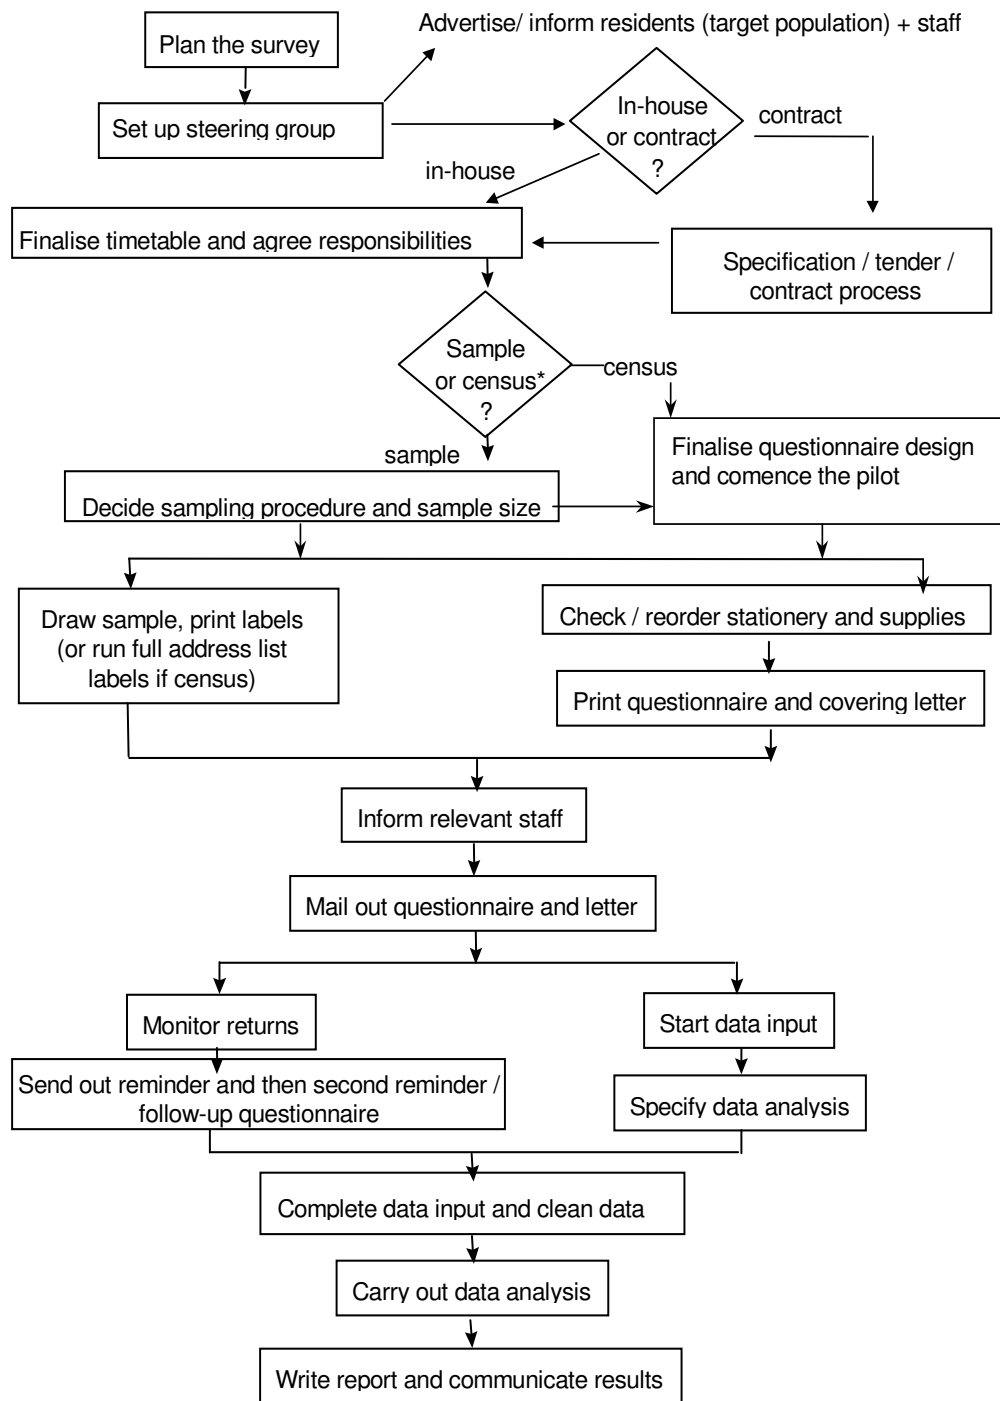 Advertise/ inform residents (target population) + staff
Plan the survey
Set up steering group
In-house
or contract
?
contract
in-house
Finalise timetable and agree responsibilities
Specification / tender /
contract process
Sample
or census*
?
census
sample
Finalise questionnaire design
and comence the pilot
Decide sampling procedure and sample size
Draw sample, print labels
(or run full address list
labels if census)
Check / reorder stationery and supplies
Print questionnaire and covering letter
Inform relevant staff
Mail out questionnaire and letter
Monitor returns
Start data input
Send out reminder and then second reminder /
follow-up questionnaire
Specify data analysis
Complete data input and clean data
Carry out data analysis
Write report and communicate results